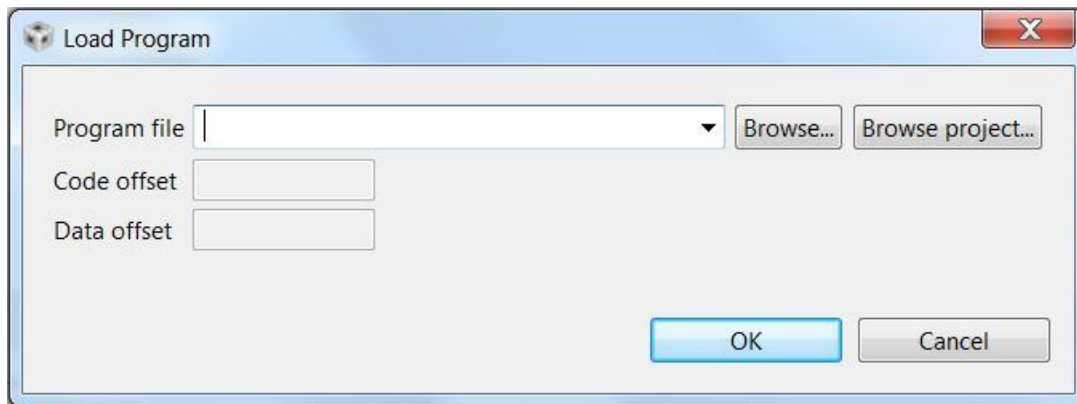 Load Program
Program file Browse... Browse project...
Code offset
Data offset
OK Cancel